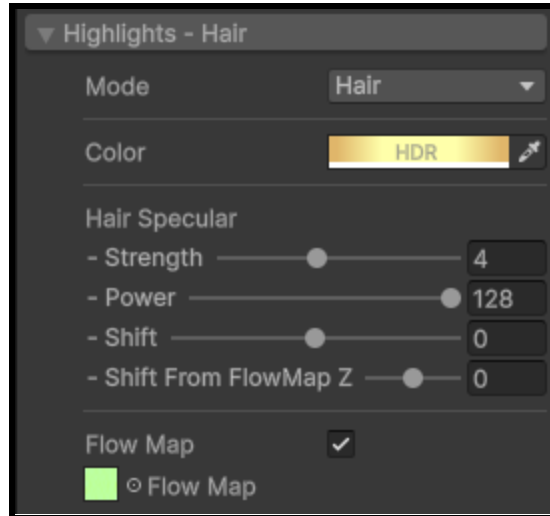 Highlights - Hair
Mode Hair
Color HDR
Hair Specular
- Strength 4
- Power 128
- Shift 0
- Shift From FlowMap Z 0
Flow Map
Flow Map